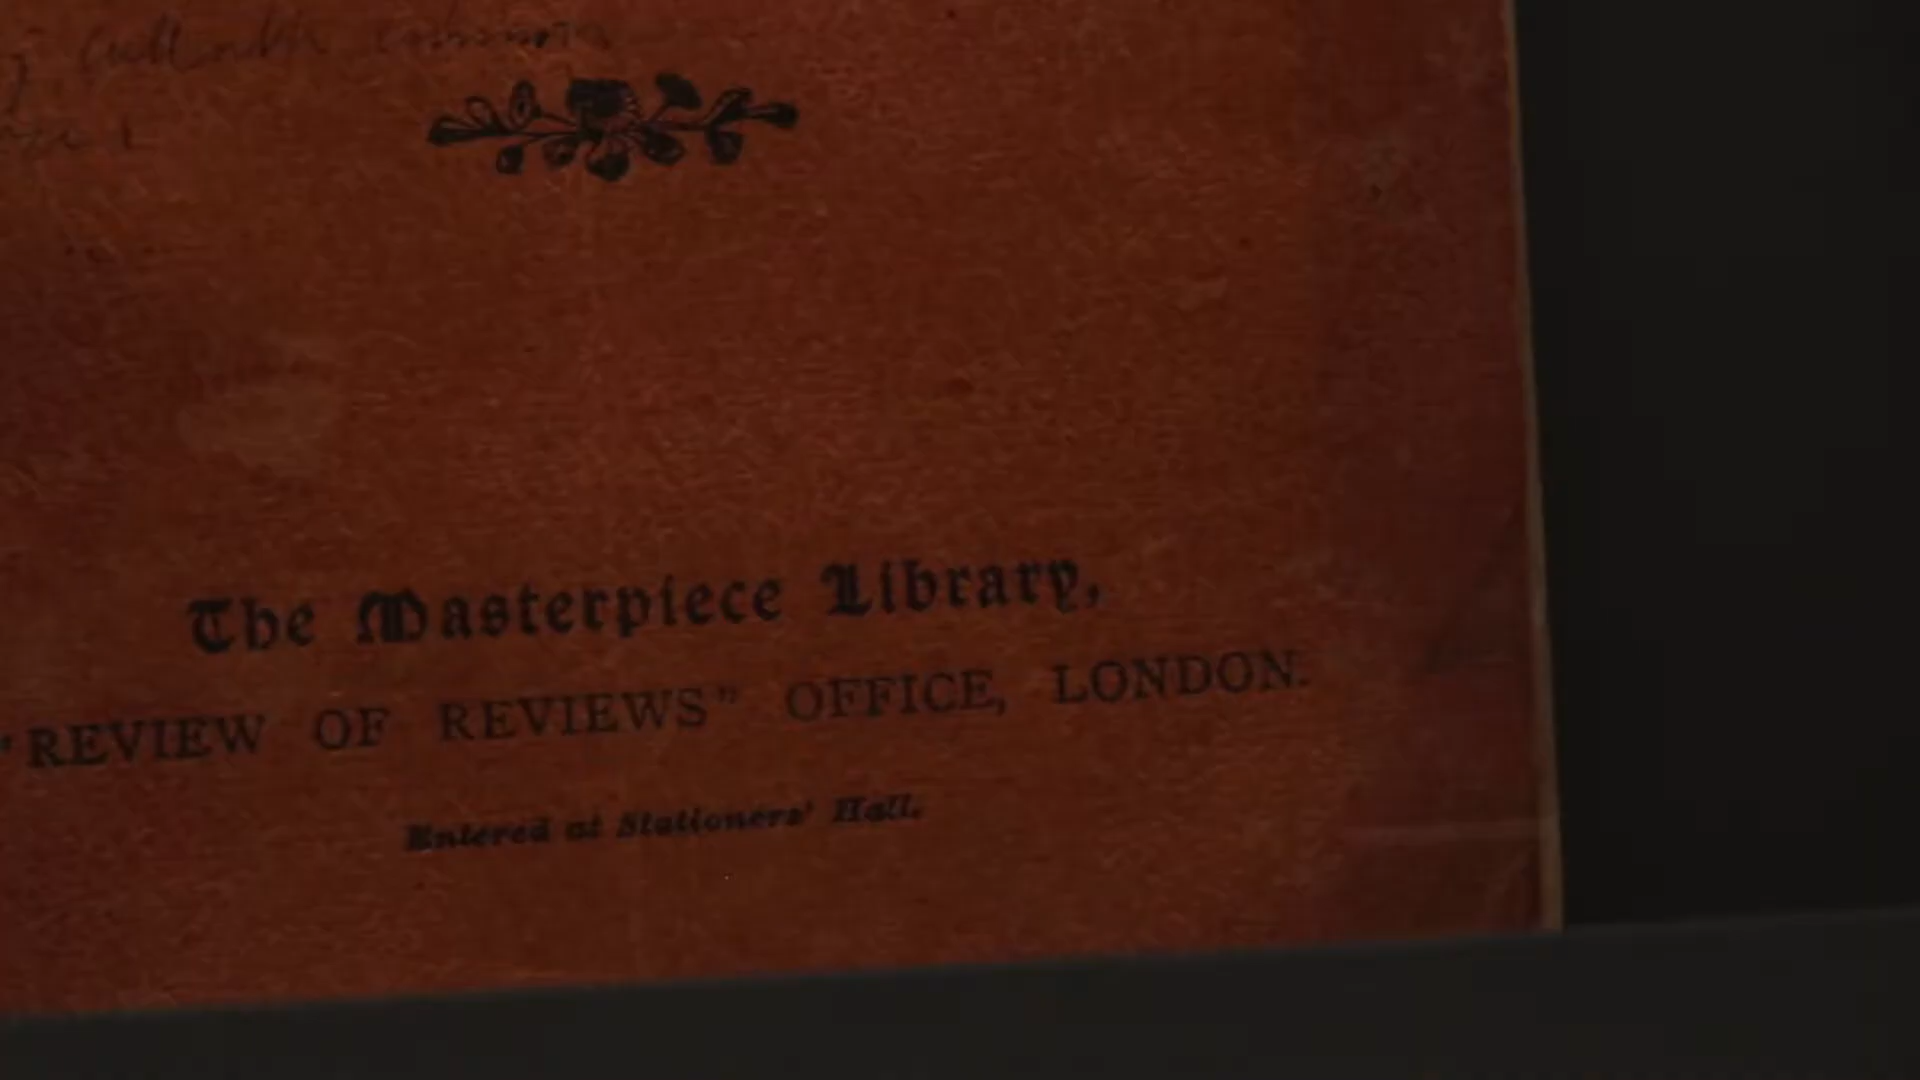 The Masterpiece Library,
"REVIEW OF REVIEWS" OFFICE, LONDON.
Entered at Stationers' Hall.